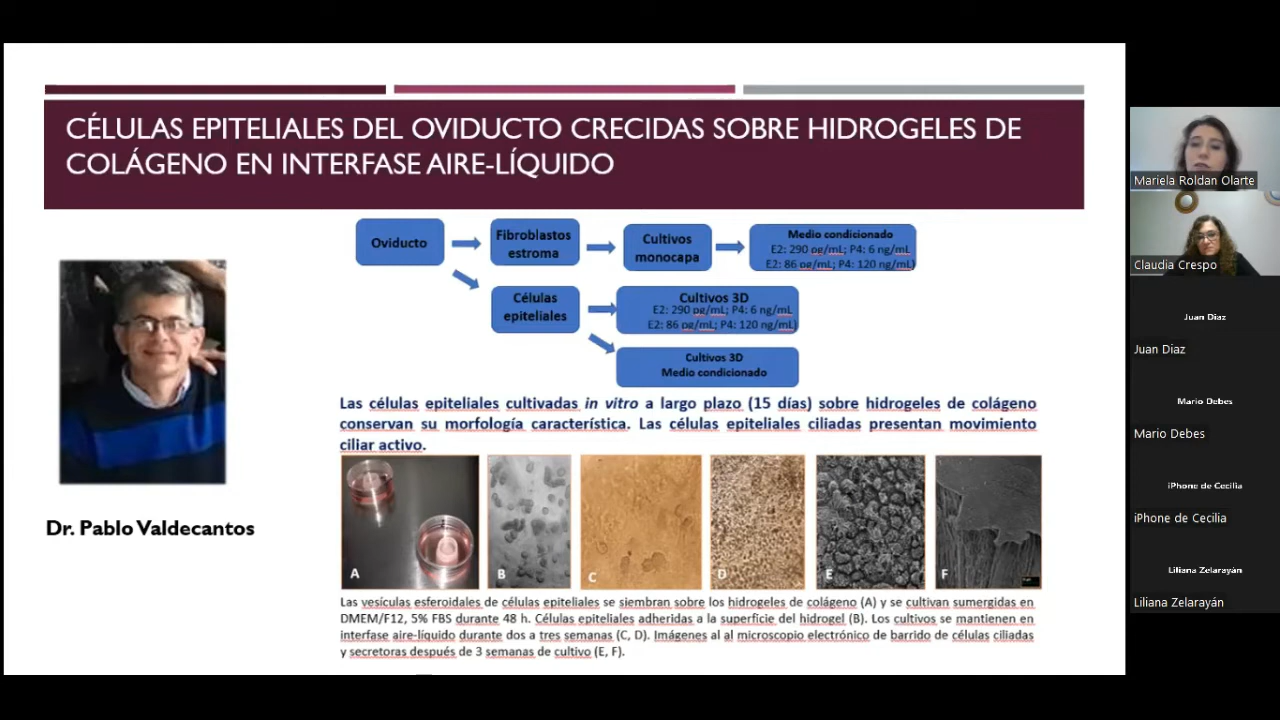 CÉLULAS EPITELIALES DEL OVIDUCTO CRECIDAS SOBRE HIDROGELES DE
COLÁGENO EN INTERFASE AIRE-LÍQUIDO
Oviducto
Fibroblastos
estroma
Cultivos
monocapa
Medio condicionado
E2: 290 pg/mL; P4: 6 ng/mL
E2: 86 pg/mL; P4: 120 ng/mL)
Células
epiteliales
Cultivos 3D
E2: 290 pg/mL; P4: 6 ng/mL
E2: 86 pg/mL; P4: 120 ng/mL)
Cultivos 3D
Medio condicionado
Las células epiteliales cultivadas in vitro a largo plazo (15 días) sobre hidrogeles de colágeno
conservan su morfología característica. Las células epiteliales ciliadas presentan movimiento
ciliar activo.
A B C D E F
Las vesículas esferoidales de células epiteliales se siembran sobre los hidrogeles de colágeno (A) y se cultivan sumergidas en
DMEM/F12, 5% FBS durante 48 h. Células epiteliales adheridas a la superficie del hidrogel (B). Los cultivos se mantienen en
interfase aire-líquido durante dos a tres semanas (C, D). Imágenes al al microscopio electrónico de barrido de células ciliadas
y secretoras después de 3 semanas de cultivo (E, F).
Dr. Pablo Valdecantos
Mariela Roldan Olarte
Claudia Crespo
Juan Diaz
Juan Diaz
Mario Debes
Mario Debes
iPhone de Cecilia
iPhone de Cecilia
Liliana Zelarayán
Liliana Zelarayán